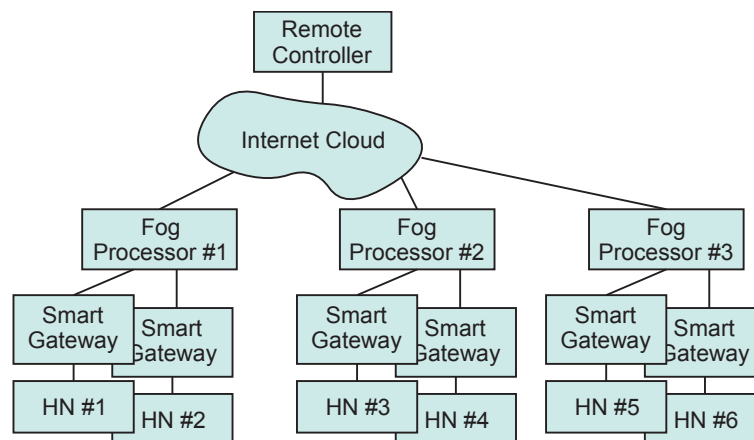 Remote
Controller
Internet Cloud
Fog
Processor #1
Fog
Processor #2
Fog
Processor #3
Smart
Gateway
Smart
Gateway
Smart
Gateway
Smart
Gateway
Smart
Gateway
Smart
Gateway
HN #1
HN #2
HN #3
HN #4
HN #5
HN #6